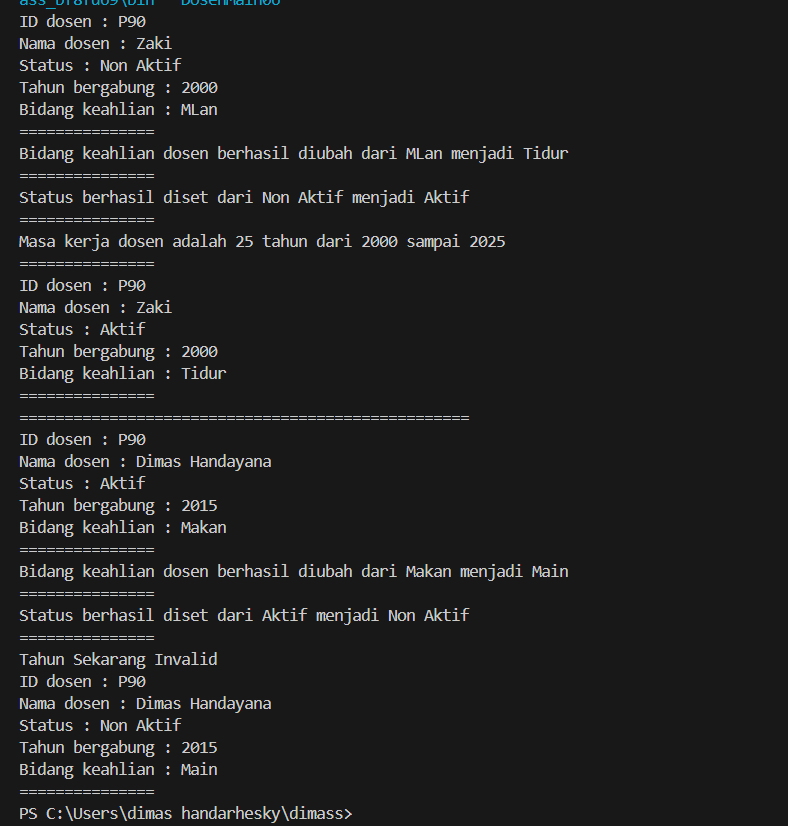 DosenMain06
ID dosen : P90
Nama dosen : Zaki
Status : Non Aktif
Tahun bergabung : 2000
Bidang keahlian : MLan
===============
Bidang keahlian dosen berhasil diubah dari MLan menjadi Tidur
===============
Status berhasil diset dari Non Aktif menjadi Aktif
===============
Masa kerja dosen adalah 25 tahun dari 2000 sampai 2025
===============
ID dosen : P90
Nama dosen : Zaki
Status : Aktif
Tahun bergabung : 2000
Bidang keahlian : Tidur
===============
==================================================
ID dosen : P90
Nama dosen : Dimas Handayana
Status : Aktif
Tahun bergabung : 2015
Bidang keahlian : Makan
===============
Bidang keahlian dosen berhasil diubah dari Makan menjadi Main
===============
Status berhasil diset dari Aktif menjadi Non Aktif
===============
Tahun Sekarang Invalid
ID dosen : P90
Nama dosen : Dimas Handayana
Status : Non Aktif
Tahun bergabung : 2015
Bidang keahlian : Main
===============
PS C:\Users\dimas handarhesky\dimass>